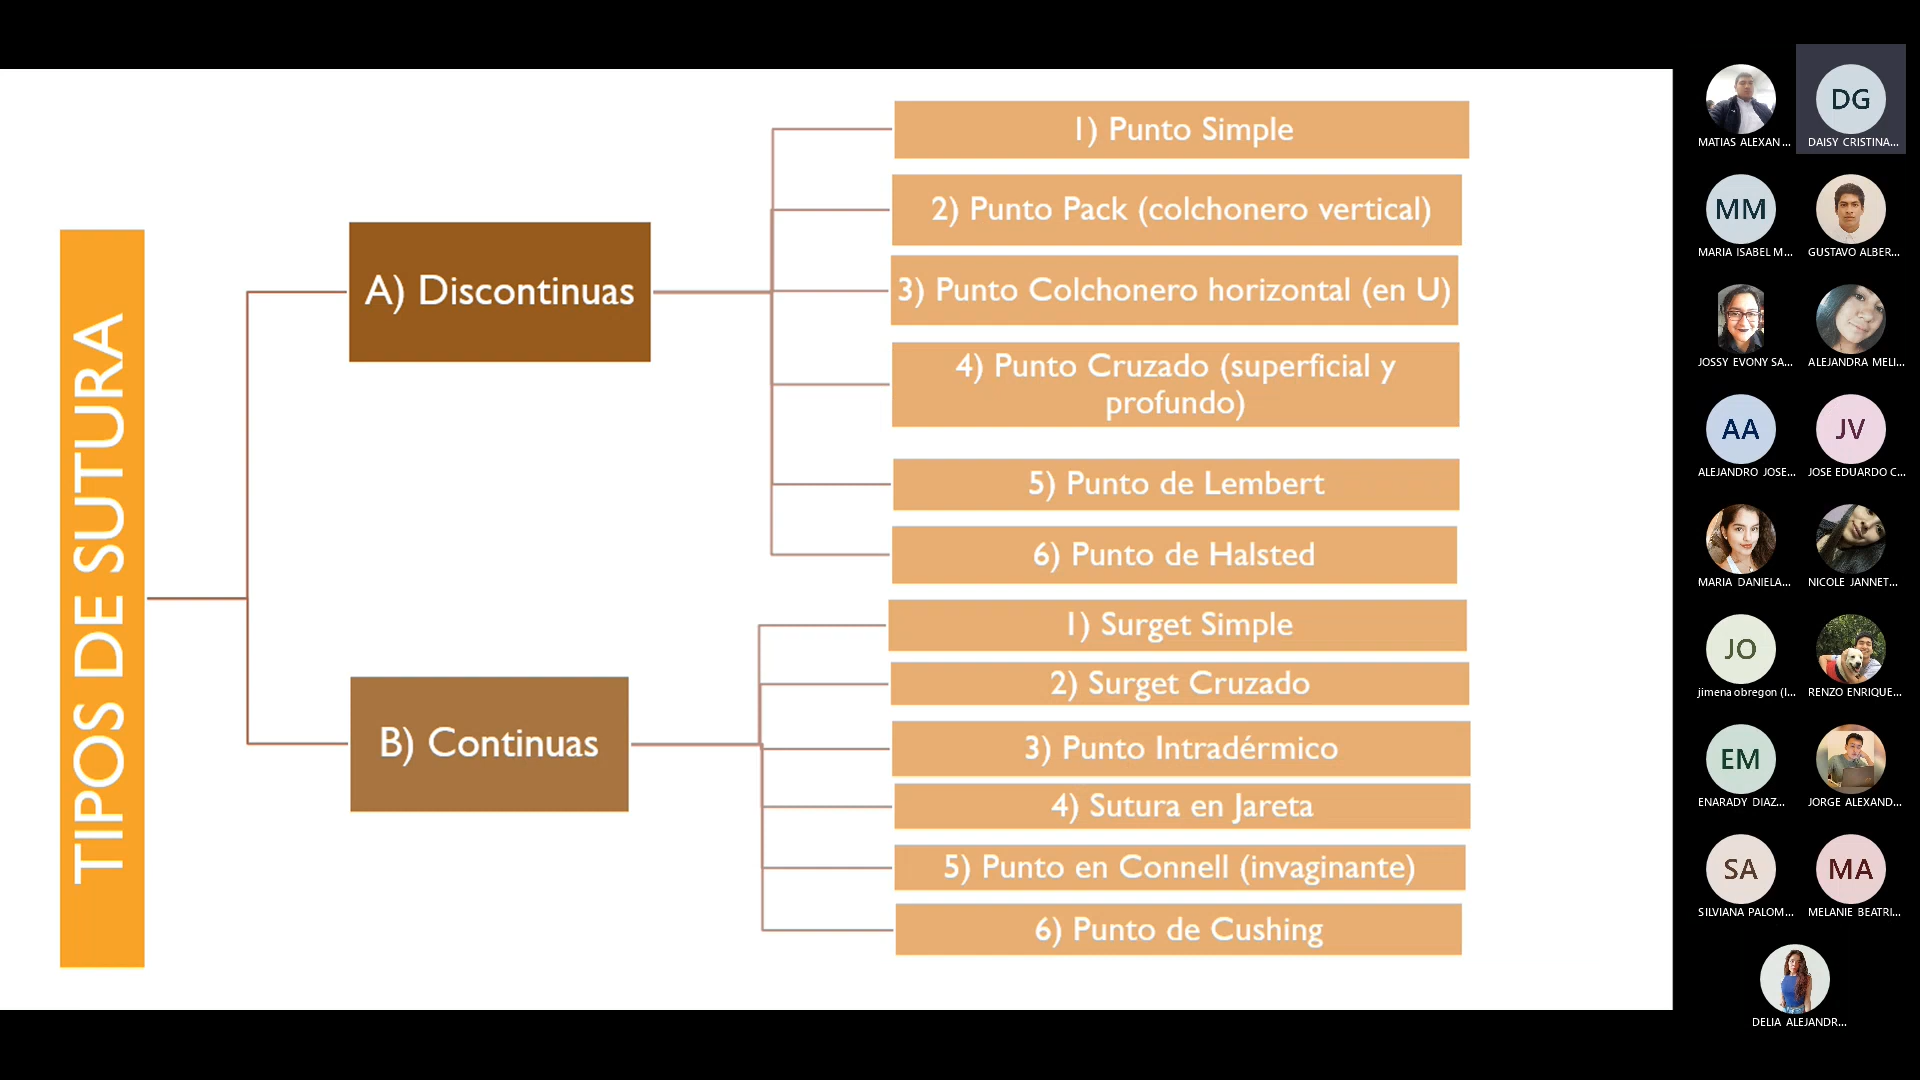 TIPOS DE SUTURA
A) Discontinuas
1) Punto Simple
2) Punto Pack (colchonero vertical)
3) Punto Colchonero horizontal (en U)
4) Punto Cruzado (superficial y
profundo)
5) Punto de Lembert
6) Punto de Halsted
B) Continuas
1) Surget Simple
2) Surget Cruzado
3) Punto Intradérmico
4) Sutura en Jareta
5) Punto en Connell (invaginante)
6) Punto de Cushing
MATIAS ALEXAN...
DG
DAISY CRISTINA...
MM
MARIA ISABEL M...
GUSTAVO ALBER...
JOSSY EVONY SA...
ALEJANDRA MELI...
AA
ALEJANDRO JOSE...
JV
JOSE EDUARDO C...
MARIA DANIELA...
NICOLE JANNET...
JO
jimena obregon (I...
RENZO ENRIQUE...
EM
ENARADY DIAZ...
JORGE ALEXAND...
SA
SILVIANA PALOM...
MA
MELANIE BEATRI...
DELIA ALEJANDR...